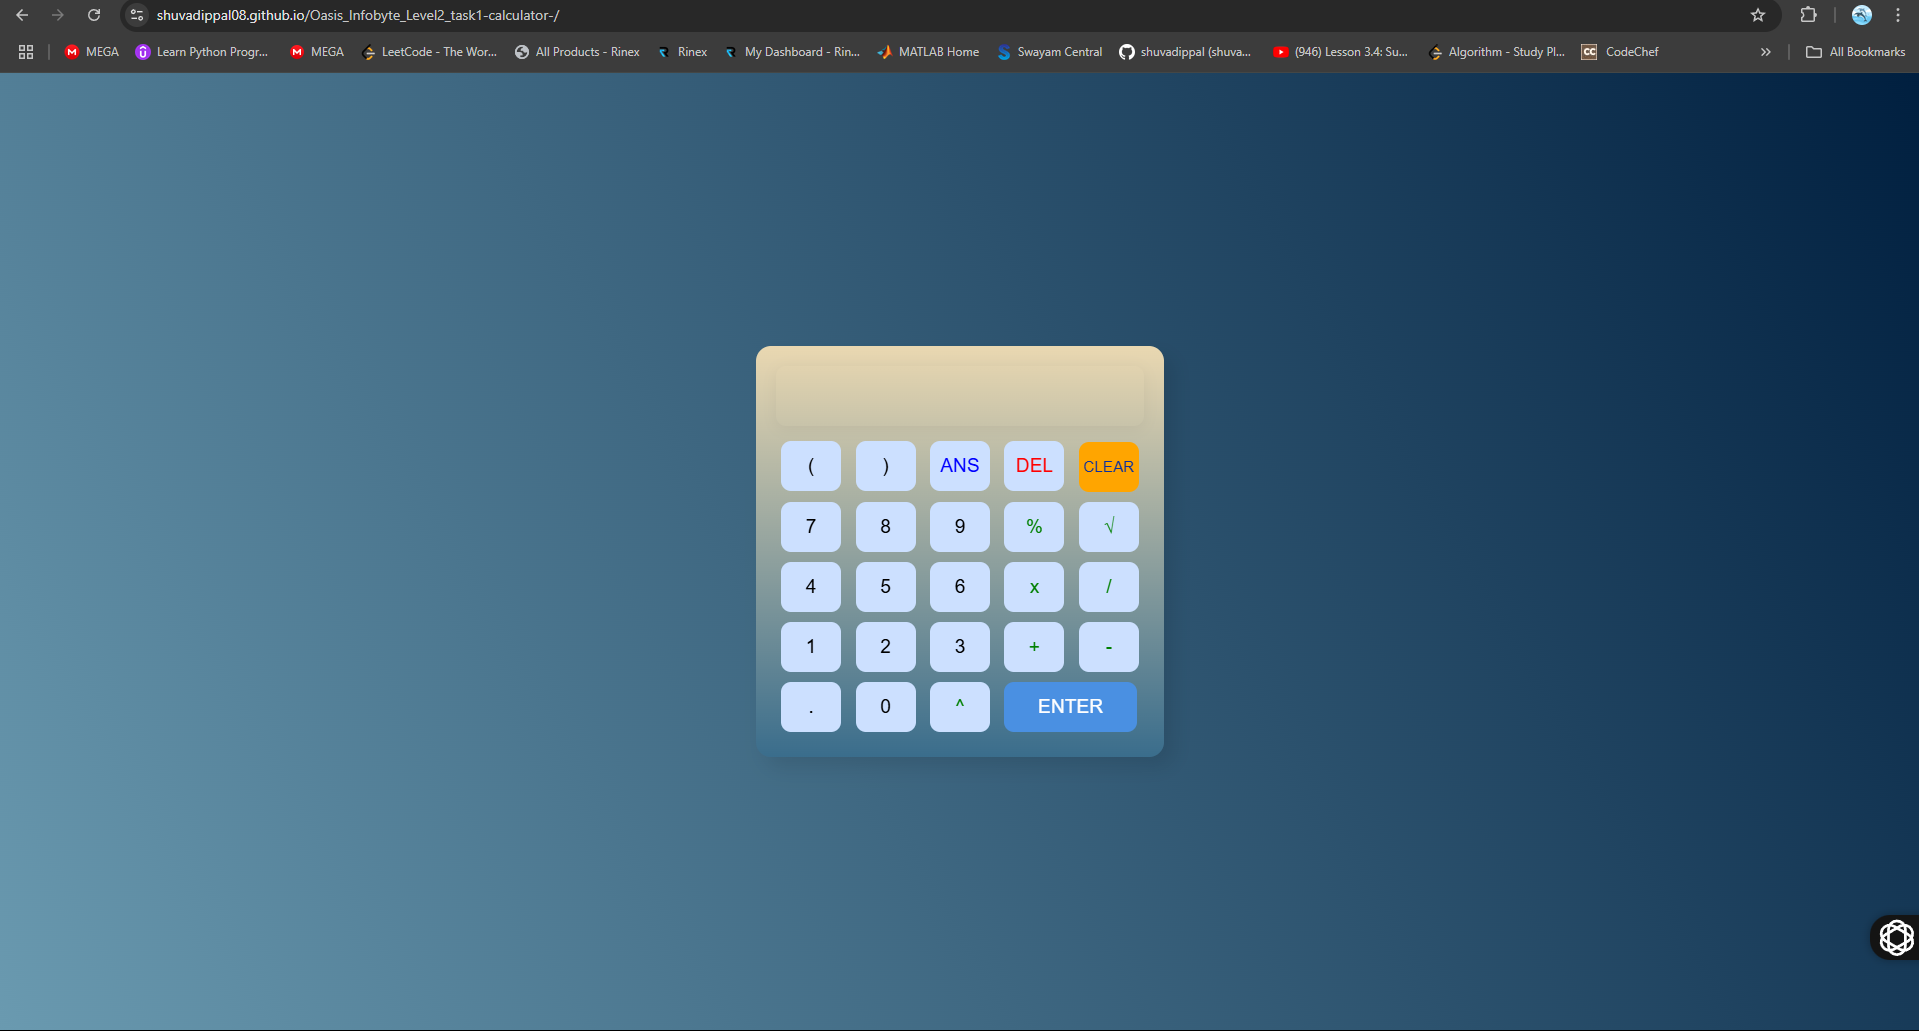 shuvadippal08.github.io/Oasis_Infobyte_Level2_task1-calculator-/
MEGA Learn Python Progr... MEGA LeetCode - The Wor... All Products - Rinex Rinex My Dashboard - Rin... MATLAB Home Swayam Central shuvadippal (shuva... (946) Lesson 3.4: Su... Algorithm - Study Pl... CC CodeChef » All Bookmarks
( ) ANS DEL CLEAR
7 8 9 % √
4 5 6 x /
1 2 3 + -
. 0 ^ ENTER